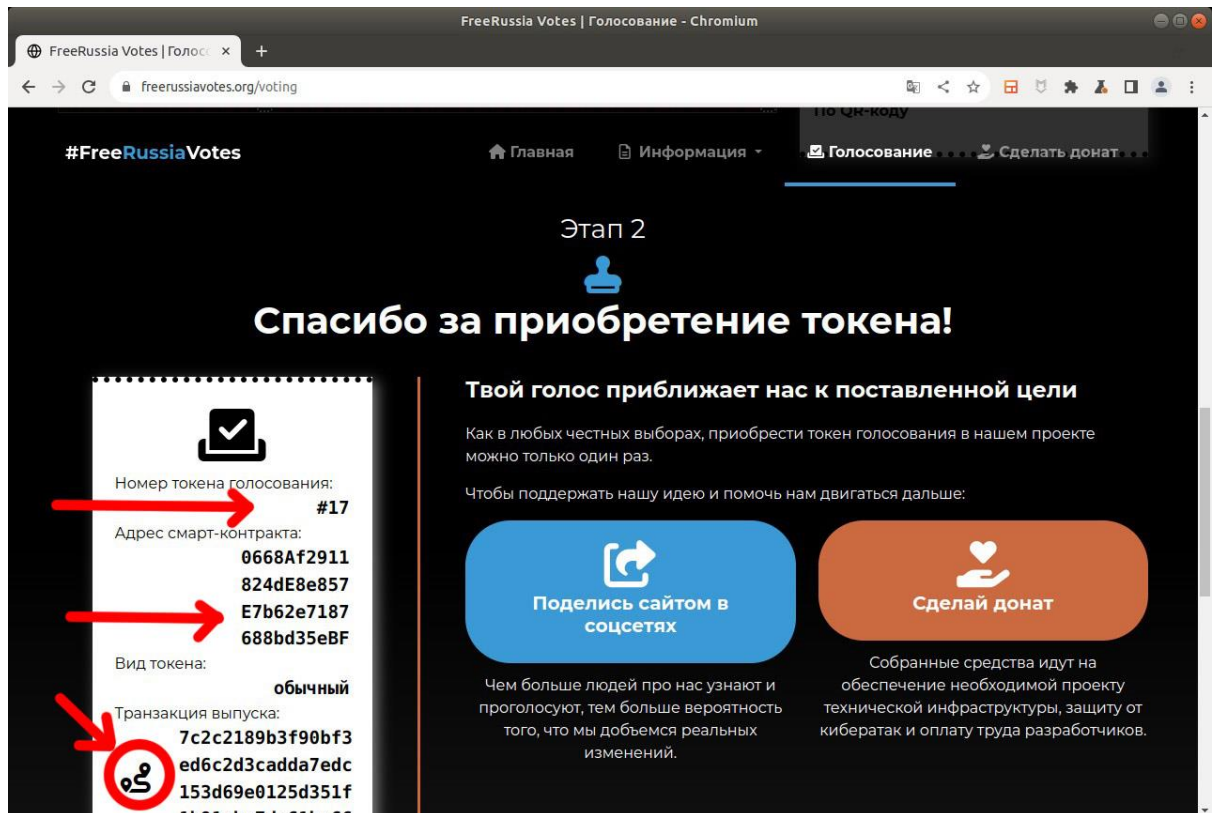 FreeRussia Votes | Голосование - Chromium
FreeRussia Votes | Голосо
freerussiavotes.org/voting
По QR-коду
#FreeRussiaVotes
Главная
Информация
Голосование
Сделать донат
Этап 2
Спасибо за приобретение токена!
Номер токена голосования:
#17
Адрес смарт-контракта:
0668Af2911
824dE8e857
E7b62e7187
688bd35eBF
Вид токена:
обычный
Транзакция выпуска:
7c2c2189b3f90bf3
ed6c2d3cadda7edc
153d69e0125d351f
Твой голос приближает нас к поставленной цели
Как в любых честных выборах, приобрести токен голосования в нашем проекте
можно только один раз.
Чтобы поддержать нашу идею и помочь нам двигаться дальше:
Поделись сайтом в
соцсетях
Чем больше людей про нас узнают и
проголосуют, тем больше вероятность
того, что мы добъемся реальных
изменений.
Сделай донат
Собранные средства идут на
обеспечение необходимой проекту
технической инфраструктуры, защиту от
кибератак и оплату труда разработчиков.